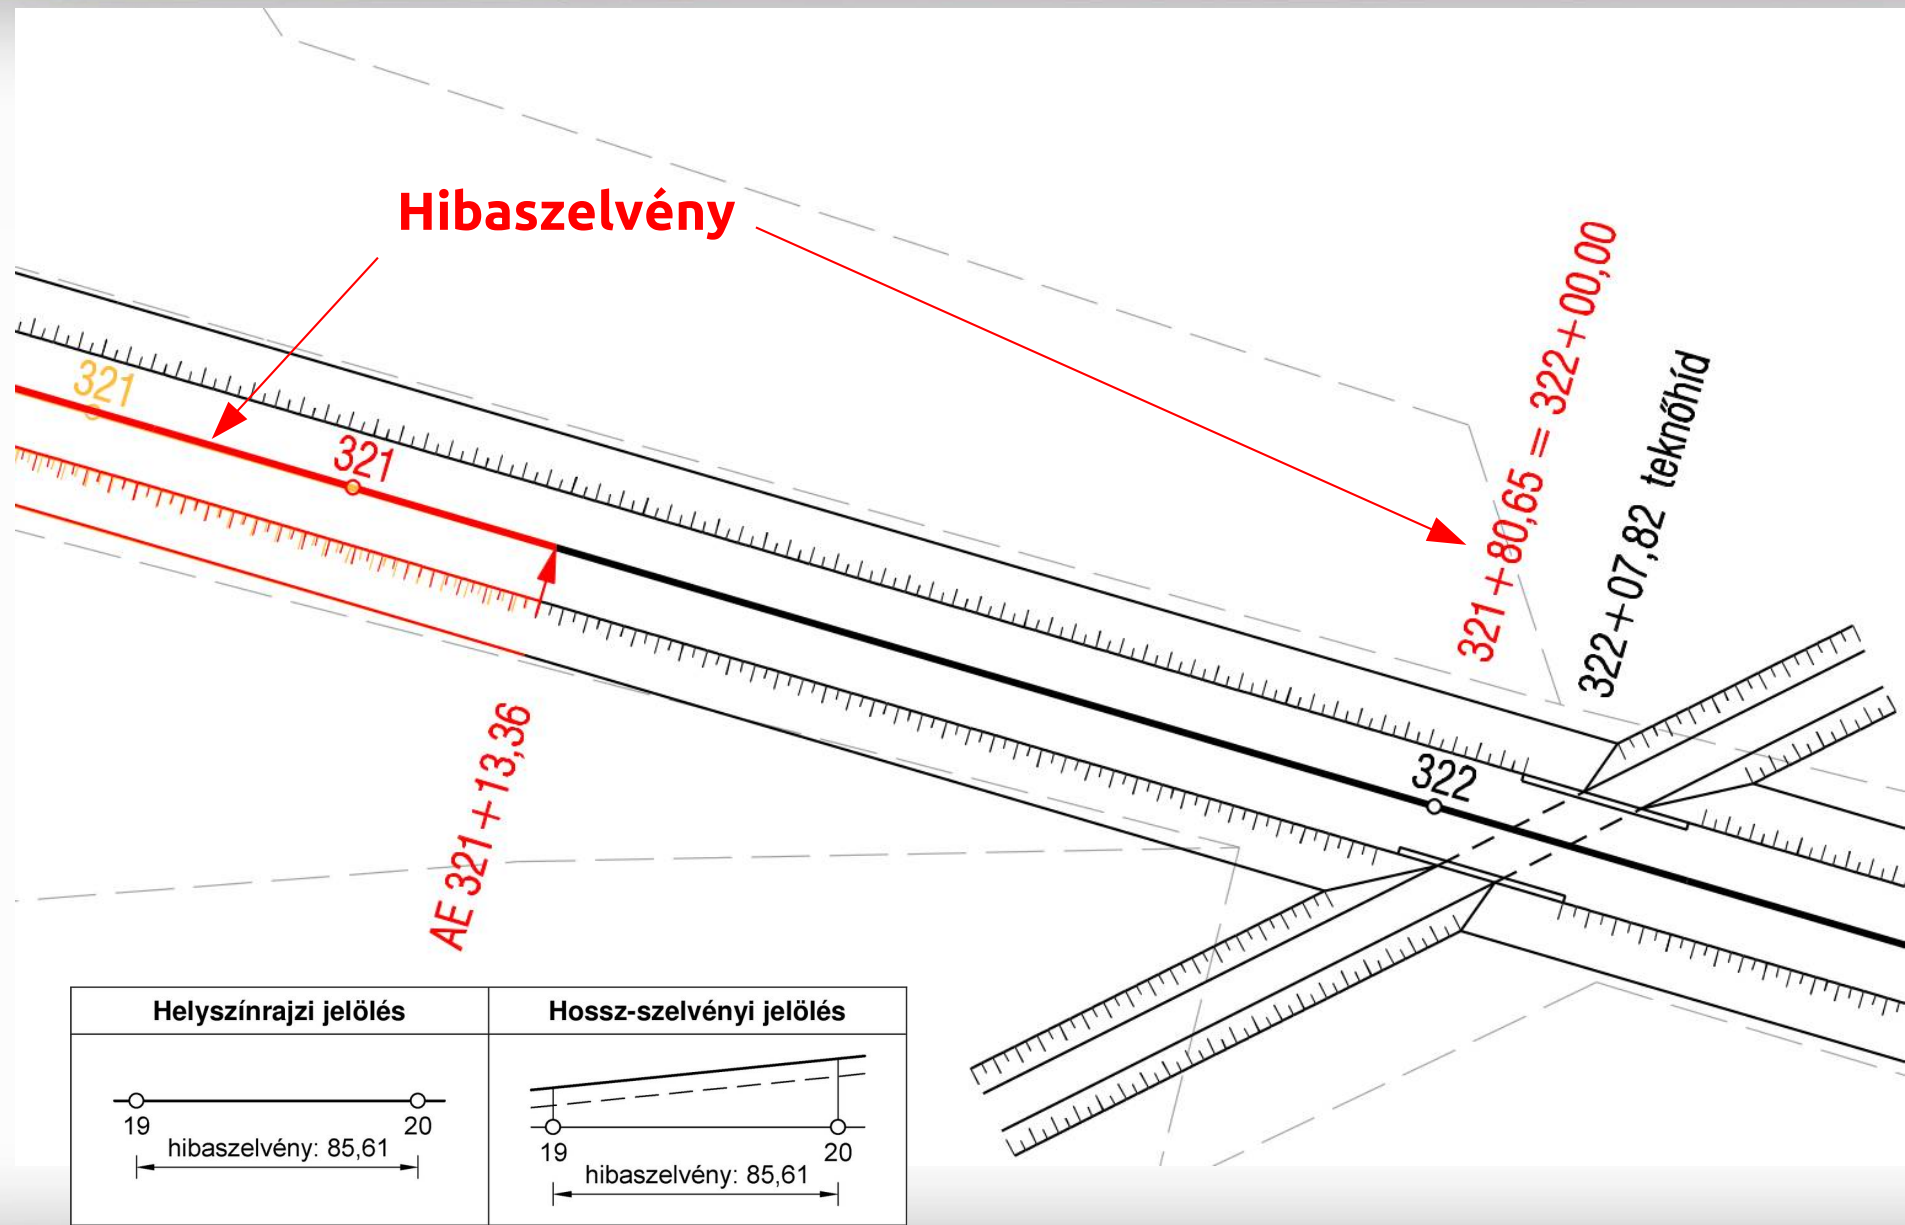 Hibaszelvény
321+80,65 = 322+00,00
322+07,82 teknőhíd
321
321
322
AE 321+13,36
Helyszínrajzi jelölés
19
20
hibaszelvény: 85,61
Hossz-szelvényi jelölés
19
20
hibaszelvény: 85,61